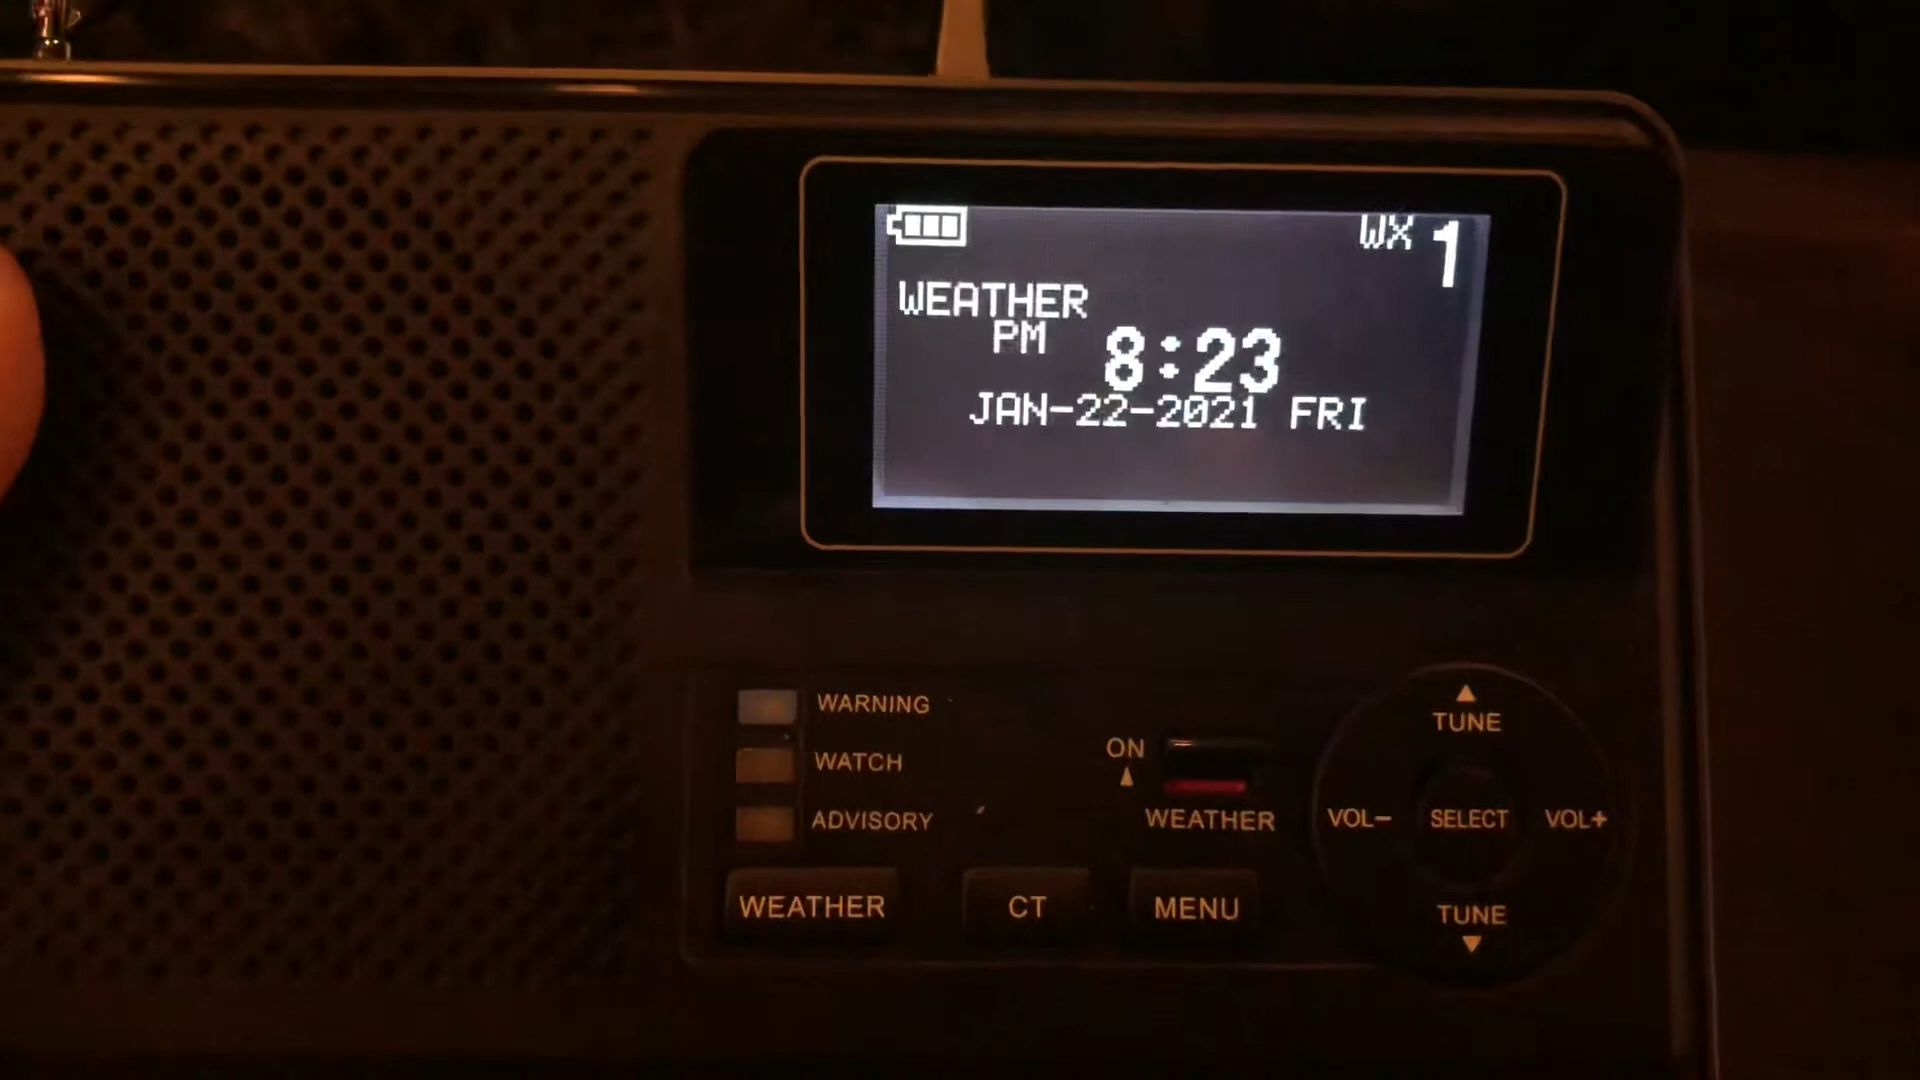 WX 1
WEATHER
PM 8:23
JAN-22-2021 FRI
WARNING
WATCH
ADVISORY
ON
WEATHER
TUNE
VOL- SELECT VOL+
TUNE
WEATHER CT MENU